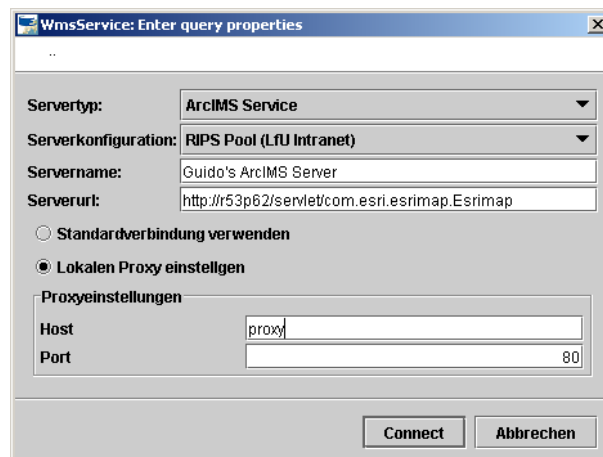 WmsService: Enter query properties
..
Servertyp: ArcIMS Service
Serverkonfiguration: RIPS Pool (LfU Intranet)
Servername: Guido's ArcIMS Server
Serverurl: http://r53p62/servlet/com.esri.esrimap.Esrimap
Standardverbindung verwenden
Lokalen Proxy einstellgen
Proxyeinstellungen
Host proxy
Port 80
Connect Abbrechen